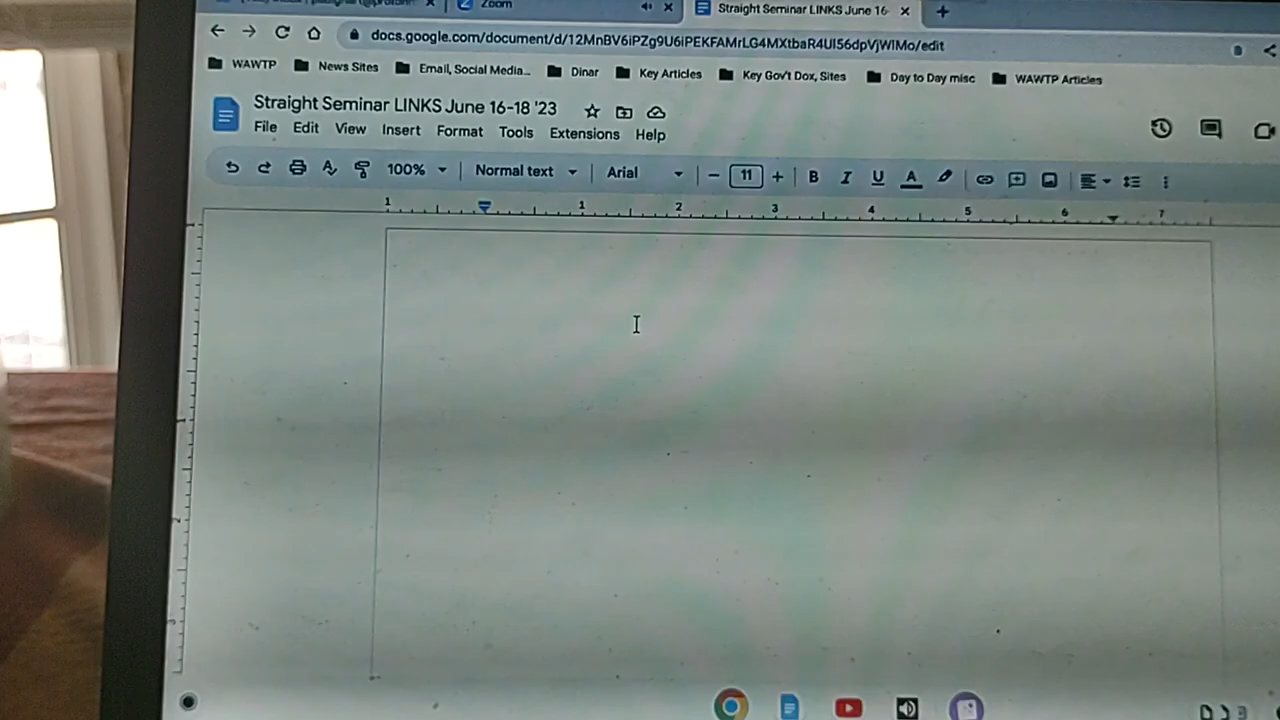 Zoom
Straight Seminar LINKS June 16-
docs.google.com/document/d/12MnBV6iPZg9U6iPEKFAMrLG4MXtbaR4UI56dpVjWIMo/edit
WAWTP News Sites Email, Social Media... Dinar Key Articles Key Gov't Dox, Sites Day to Day misc WAWTP Articles
Straight Seminar LINKS June 16-18 '23
File Edit View Insert Format Tools Extensions Help
100% Normal text Arial − 11 + B I U A
1 1 2 3 4 5 6 7